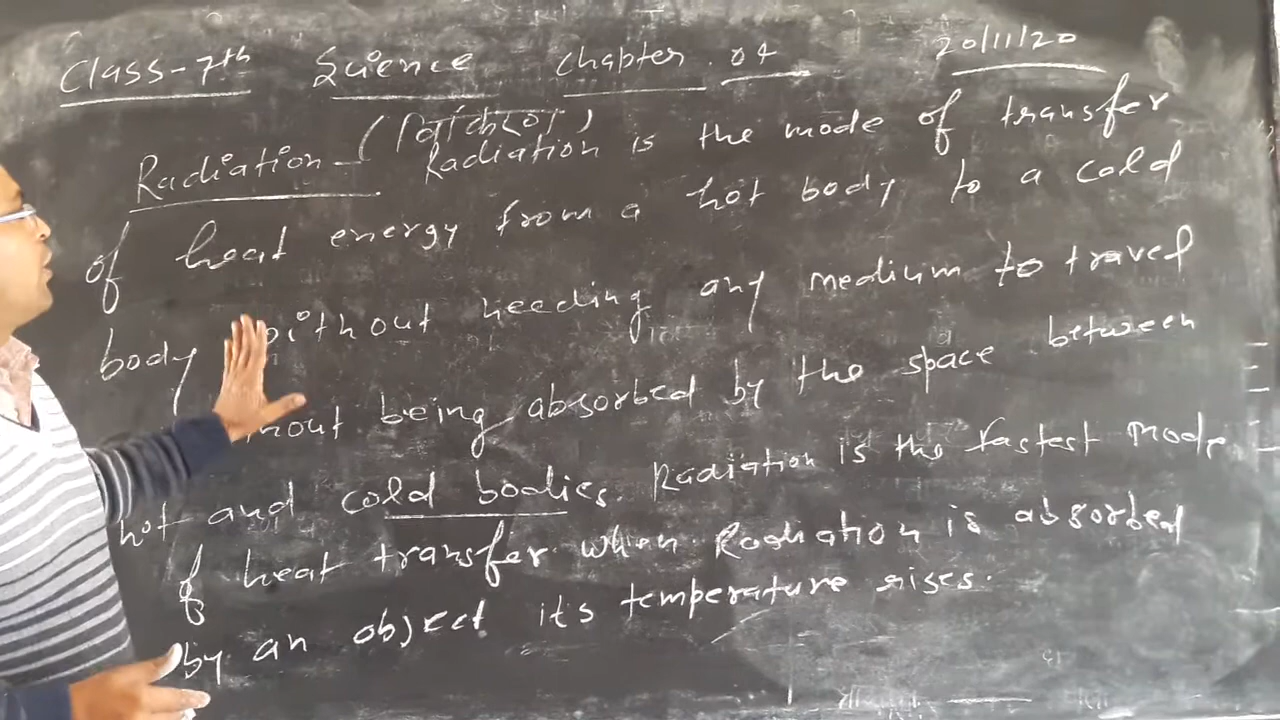 Class-7th Science Chapter. 04 20/11/20
Radiation - (विकिरण) Radiation is the mode of transfer
of heat energy from a hot body to a cold
body without needing any medium to travel
being absorbed by the space between
hot and cold bodies. Radiation is the fastest mode
of heat transfer. when Radiation is absorbed
by an object its temperature rises.